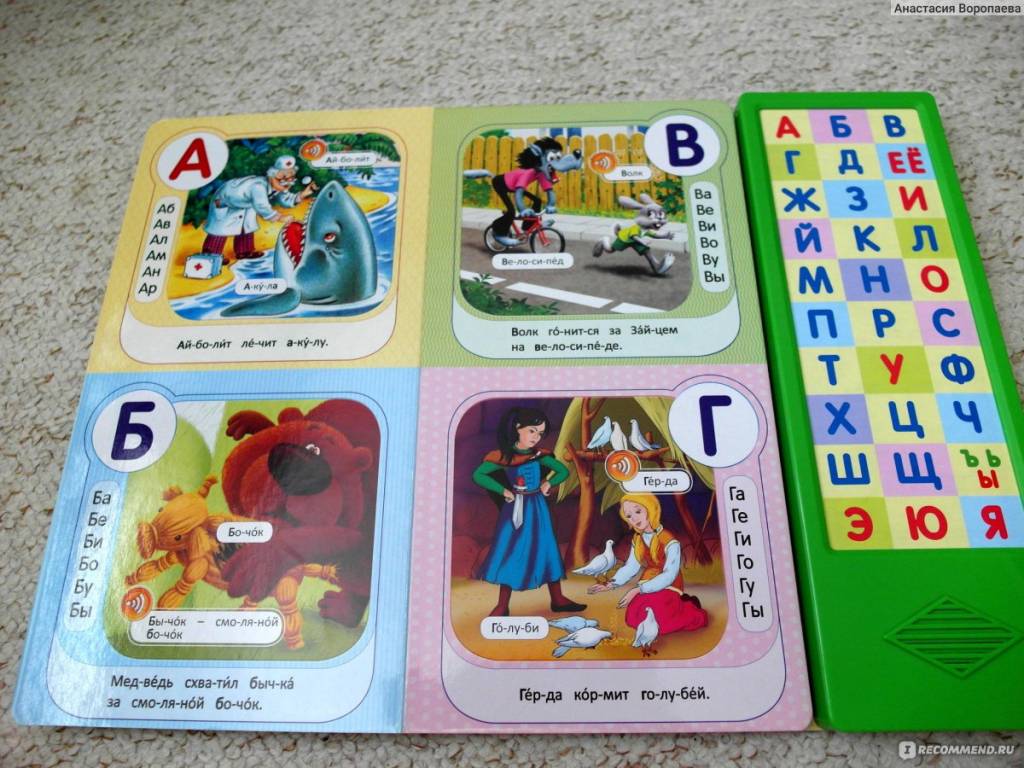 Анастасия Воропаева
А
Ай-бо-ли́т
Аб
Ав
Ал
Ам
Ан
Ар
А-ку́-ла
Ай-бо-ли́т ле́-чит а-ку́-лу.
В
Волк
Ва
Ве
Ви
Во
Ву
Вы
Ве-ло-си-пе́д
Волк го́-нит-ся за За́й-цем
на ве-ло-си-пе́-де.
Б
Ба
Бе
Би
Бо
Бу
Бы
Бо-чо́к
Бы-чо́к – смо-ля-но́й
бо-чо́к
Мед-ве́дь схва-ти́л быч-ка́
за смо-ля-но́й бо-чо́к.
Г
Ге́р-да
Га
Ге
Ги
Го
Гу
Гы
Го́-лу-би
Ге́р-да ко́р-мит го-лу-бе́й.
А Б В
Г Д ЕЁ
Ж З И
Й К Л
М Н О
П Р С
Т У Ф
Х Ц Ч
Ш Щ ЪЬЫ
Э Ю Я
IRECOMMEND.RU